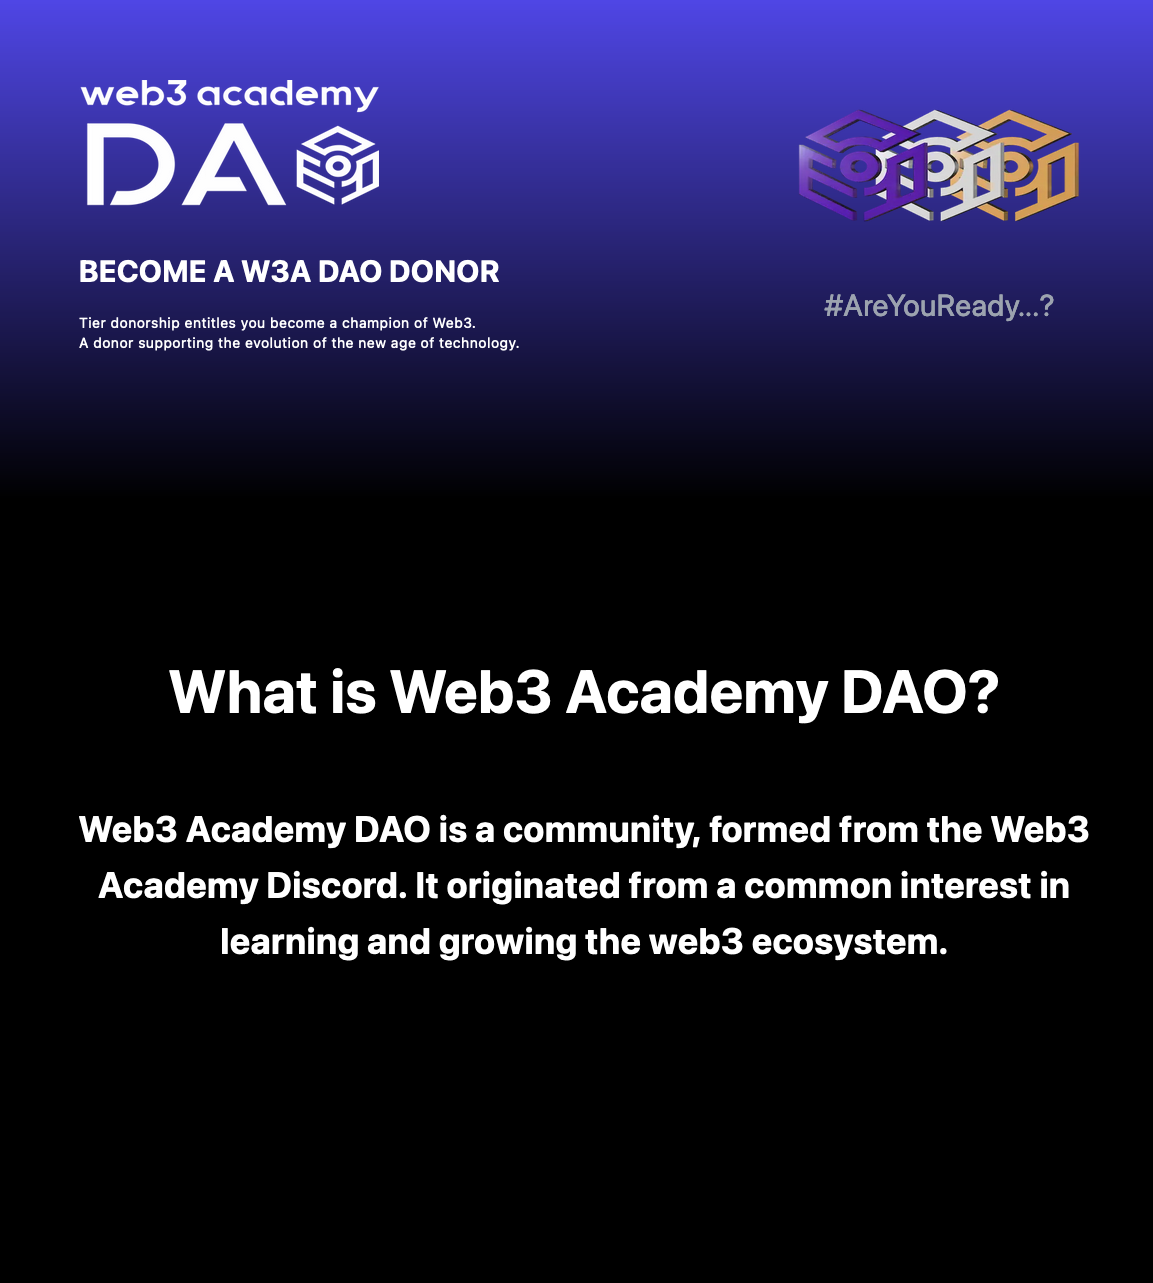 web3 academy
DAO
BECOME A W3A DAO DONOR
Tier donorship entitles you become a champion of Web3.
A donor supporting the evolution of the new age of technology.
#AreYouReady...?
What is Web3 Academy DAO?
Web3 Academy DAO is a community, formed from the Web3
Academy Discord. It originated from a common interest in
learning and growing the web3 ecosystem.